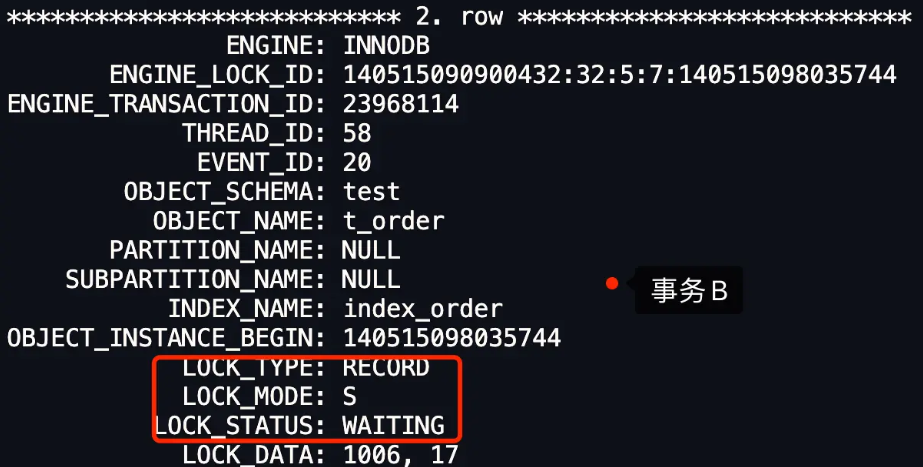 *************************** 2. row ***************************
ENGINE: INNODB
ENGINE_LOCK_ID: 140515090900432:32:5:7:140515098035744
ENGINE_TRANSACTION_ID: 23968114
THREAD_ID: 58
EVENT_ID: 20
OBJECT_SCHEMA: test
OBJECT_NAME: t_order
PARTITION_NAME: NULL
SUBPARTITION_NAME: NULL
事务B
INDEX_NAME: index_order
OBJECT_INSTANCE_BEGIN: 140515098035744
LOCK_TYPE: RECORD
LOCK_MODE: S
LOCK_STATUS: WAITING
LOCK_DATA: 1006, 17